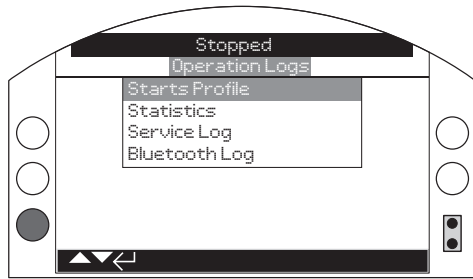 Stopped
Operation Logs
Starts Profile
Statistics
Service Log
Bluetooth Log